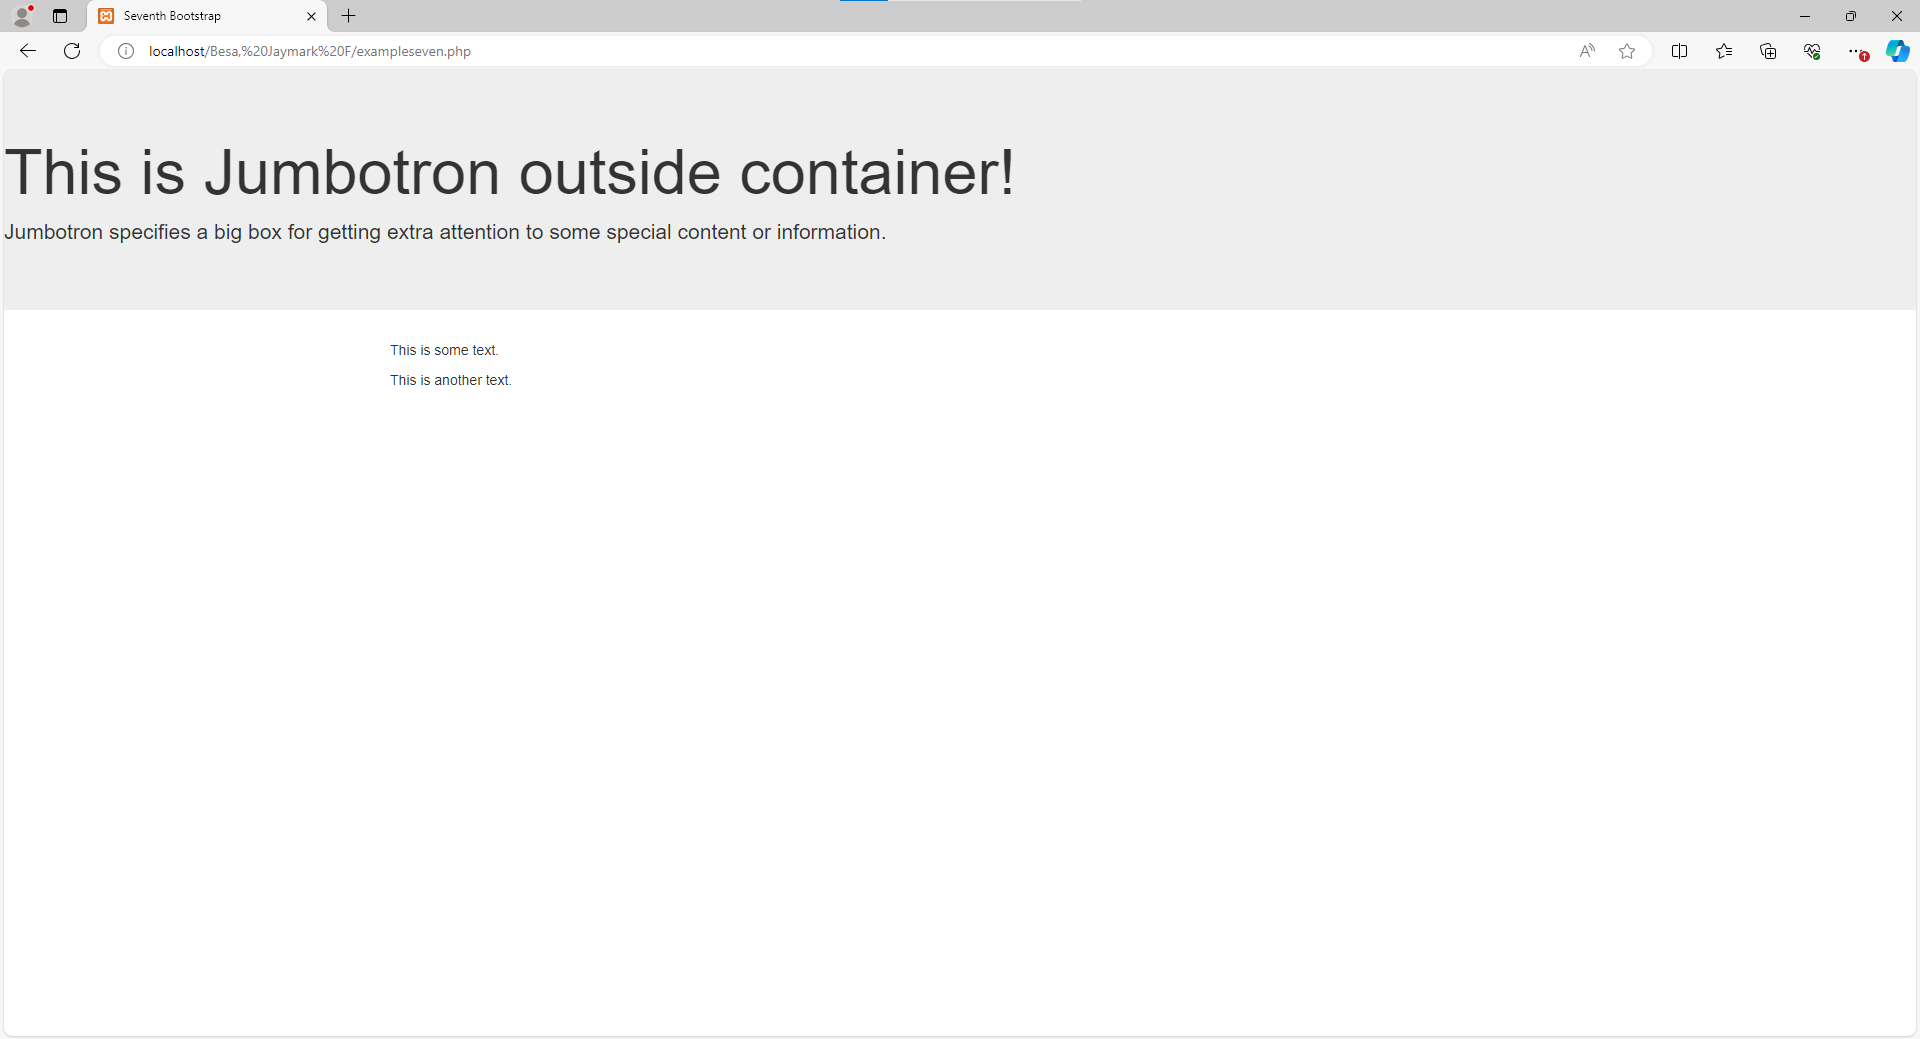 Seventh Bootstrap
localhost/Besa,%20Jaymark%20F/exampleseven.php
This is Jumbotron outside container!
Jumbotron specifies a big box for getting extra attention to some special content or information.
This is some text.
This is another text.